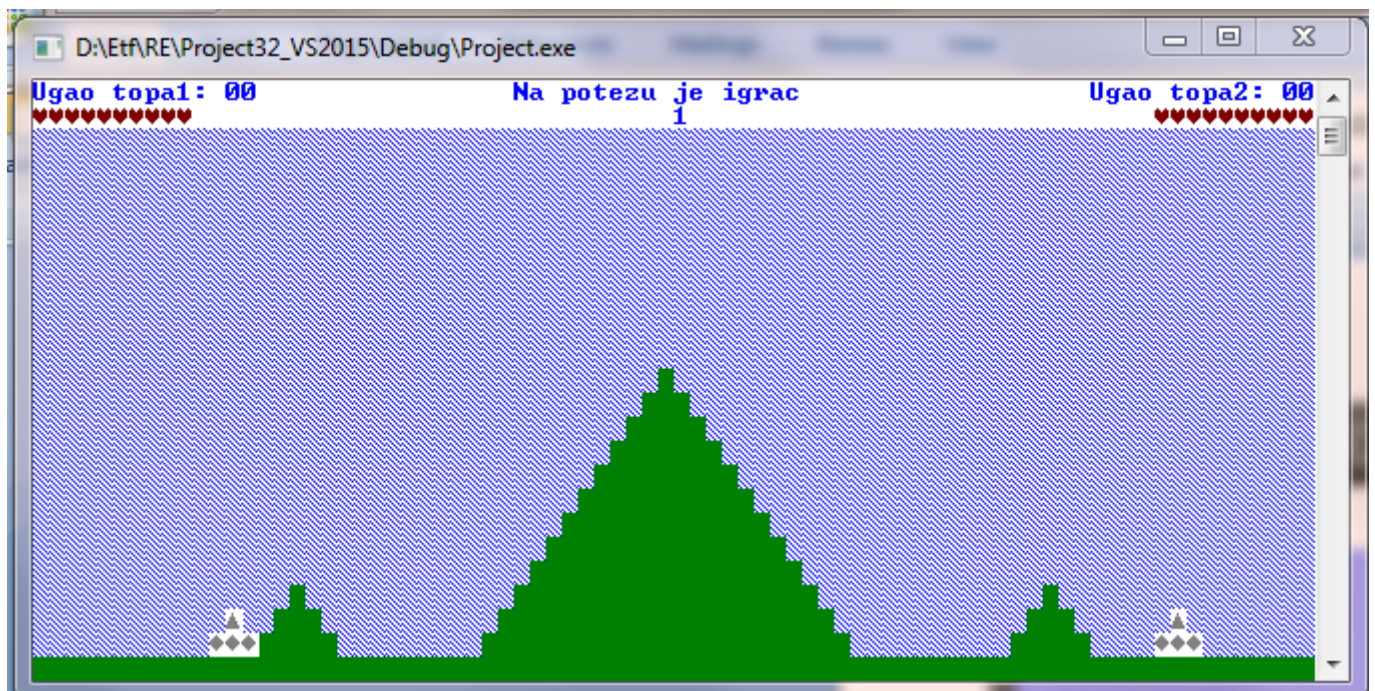 D:\Etf\RE\Project32_VS2015\Debug\Project.exe
Ugao topa1: 00 Na potezu je igrac Ugao topa2: 00
♥♥♥♥♥♥♥♥♥♥ 1 ♥♥♥♥♥♥♥♥♥♥